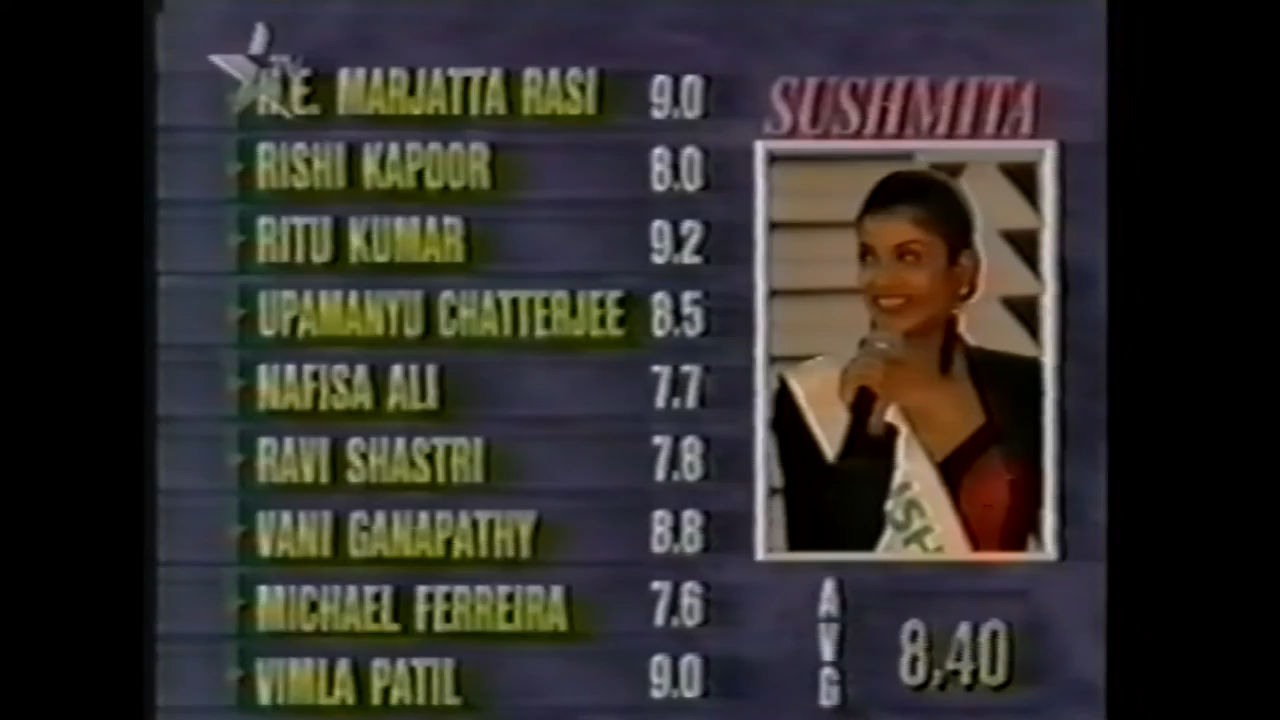 TV
H.E. MARJATTA RASI 9.0
RISHI KAPOOR 8.0
RITU KUMAR 9.2
UPAMANYU CHATTERJEE 8.5
NAFISA ALI 7.7
RAVI SHASTRI 7.8
VANI GANAPATHY 8.8
MICHAEL FERREIRA 7.6
VIMLA PATIL 9.0
SUSHMITA
ISH
AVG 8.40